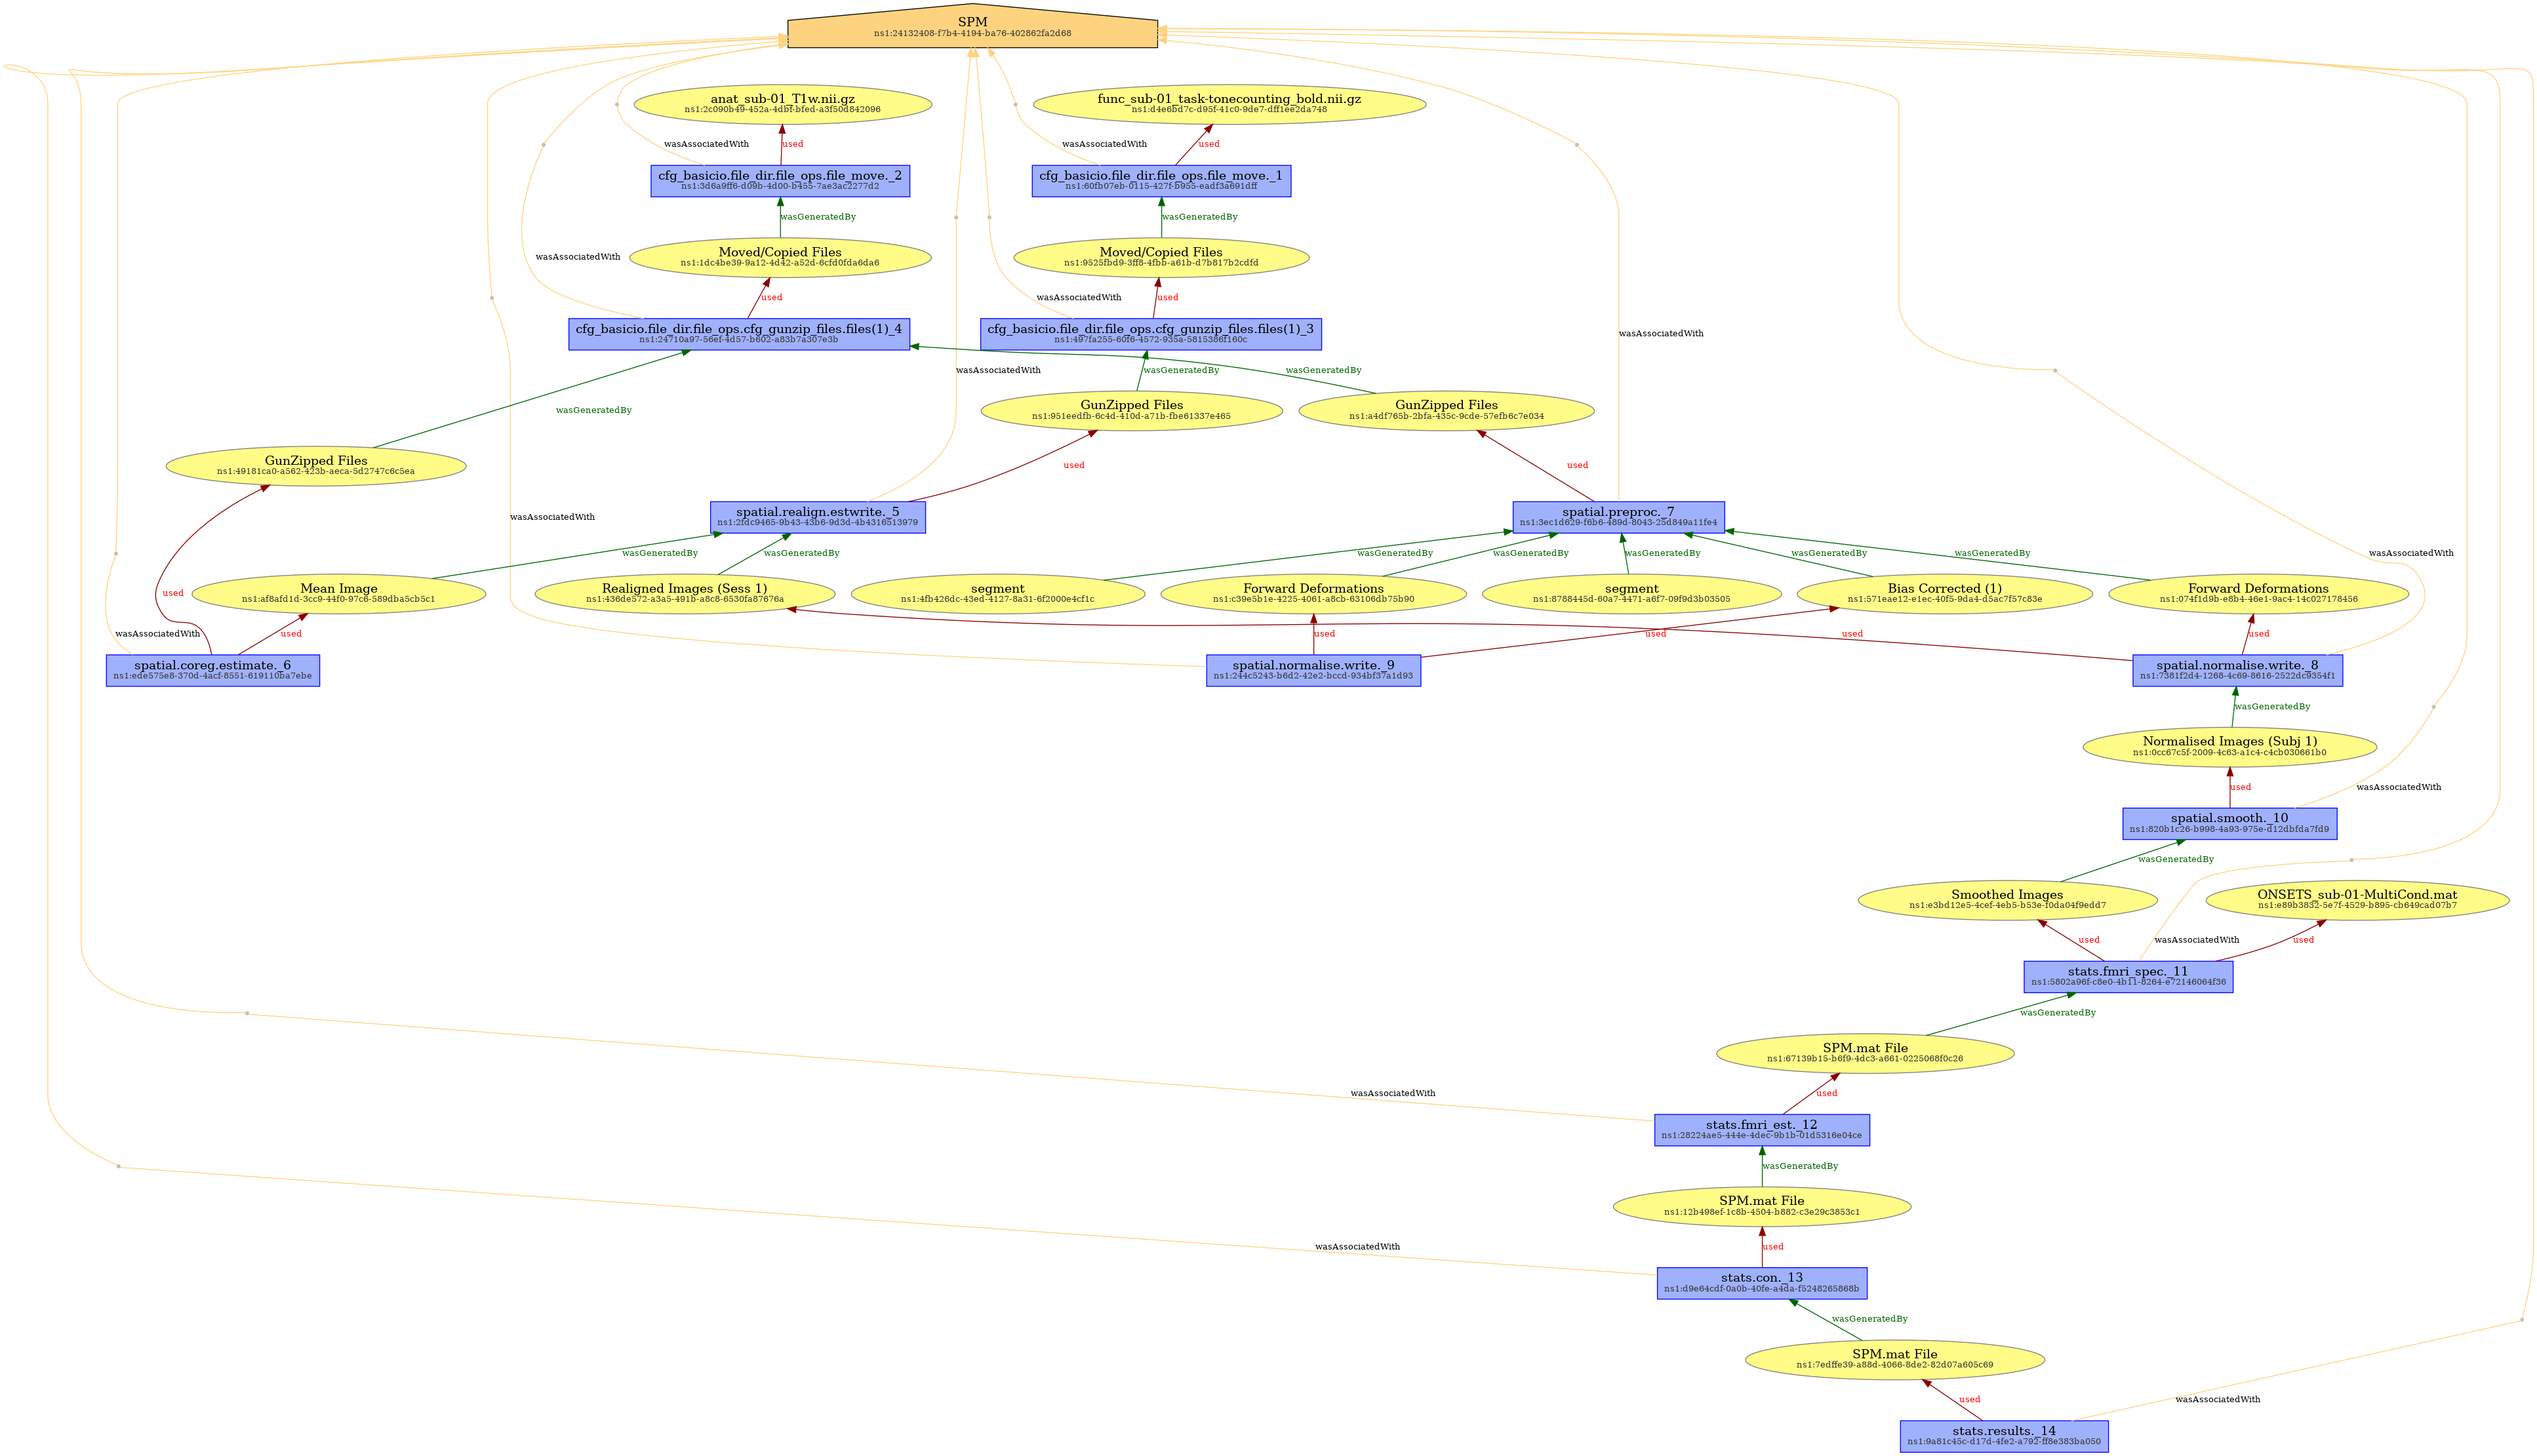 SPM
ns1:24132408-f7b4-4194-ba76-402862fa2d68
anat_sub-01_T1w.nii.gz
ns1:2c090b49-452a-4dbf-bfed-a3f50d842096
func_sub-01_task-tonecounting_bold.nii.gz
ns1:d4e6bd7c-d95f-41c0-9de7-dff1ee2da748
wasAssociatedWith
used
wasAssociatedWith
used
cfg_basicio.file_dir.file_ops.file_move._2
ns1:3d6a9ff6-d09b-4d00-b455-7ae3ac2277d2
cfg_basicio.file_dir.file_ops.file_move._1
ns1:60fb07eb-0115-427f-b955-eadf3a691dff
wasGeneratedBy
wasGeneratedBy
Moved/Copied Files
ns1:1dc4be39-9a12-4d42-a52d-6cfd0fda6da6
Moved/Copied Files
ns1:9525fbd9-3ff8-4fbb-a61b-d7b817b2cdfd
wasAssociatedWith
used
wasAssociatedWith
used
cfg_basicio.file_dir.file_ops.cfg_gunzip_files.files(1)_4
ns1:24710a97-56ef-4d57-b602-a83b7a307e3b
cfg_basicio.file_dir.file_ops.cfg_gunzip_files.files(1)_3
ns1:497fa255-60f6-4572-935a-5815386f160c
wasAssociatedWith
wasAssociatedWith
wasGeneratedBy
wasGeneratedBy
wasGeneratedBy
GunZipped Files
ns1:951eedfb-6c4d-410d-a71b-fbe61337e465
GunZipped Files
ns1:a4df765b-2bfa-435c-9cde-57efb6c7e034
GunZipped Files
ns1:49181ca0-a562-423b-aeca-5d2747c6c5ea
used
used
wasAssociatedWith
spatial.realign.estwrite._5
ns1:2fdc9465-9b43-43b6-9d3d-4b4316513979
spatial.preproc._7
ns1:3ec1d629-f6b6-489d-8043-25d849a11fe4
wasGeneratedBy
wasGeneratedBy
wasGeneratedBy
wasGeneratedBy
wasGeneratedBy
wasGeneratedBy
wasGeneratedBy
wasAssociatedWith
used
Mean Image
ns1:af8afd1d-3cc9-44f0-97c6-589dba5cb5c1
Realigned Images (Sess 1)
ns1:436de572-a3a5-491b-a8c8-6530fa87676a
segment
ns1:4fb426dc-43ed-4127-8a31-6f2000e4cf1c
Forward Deformations
ns1:c39e5b1e-4225-4061-a8cb-63106db75b90
segment
ns1:8788445d-60a7-4471-a6f7-09f9d3b03505
Bias Corrected (1)
ns1:571eae12-e1ec-40f5-9da4-d5ac7f57c83e
Forward Deformations
ns1:074f1d9b-e8b4-46e1-9ac4-14c027178456
wasAssociatedWith
used
used
used
used
used
spatial.coreg.estimate._6
ns1:ede575e8-370d-4acf-8551-619110ba7ebe
spatial.normalise.write._9
ns1:244c5243-b6d2-42e2-bccd-934bf37a1d93
spatial.normalise.write._8
ns1:7381f2d4-1268-4c69-8616-2522dc9354f1
wasGeneratedBy
Normalised Images (Subj 1)
ns1:0cc67c5f-2009-4c63-a1c4-c4cb030661b0
used
wasAssociatedWith
spatial.smooth._10
ns1:820b1c26-b998-4a93-975e-d12dbfda7fd9
wasGeneratedBy
Smoothed Images
ns1:e3bd12e5-4cef-4eb5-b53e-f0da04f9edd7
ONSETS_sub-01-MultiCond.mat
ns1:e89b3832-5e7f-4529-b895-cb649cad07b7
used
wasAssociatedWith
used
stats.fmri_spec._11
ns1:5802a96f-c8e0-4b11-8264-e72146064f36
wasGeneratedBy
SPM.mat File
ns1:67139b15-b6f9-4dc3-a661-0225068f0c26
wasAssociatedWith
used
stats.fmri_est._12
ns1:28224ae5-444e-4dec-9b1b-01d5316e04ce
wasGeneratedBy
SPM.mat File
ns1:12b498ef-1c8b-4504-b882-c3e29c3853c1
wasAssociatedWith
used
stats.con._13
ns1:d9e64cdf-0a0b-40fe-a4da-f5248265868b
wasGeneratedBy
SPM.mat File
ns1:7edffe39-a88d-4066-8de2-82d07a605c69
used
wasAssociatedWith
stats.results._14
ns1:9a81c45c-d17d-4fe2-a792-ff8e383ba050